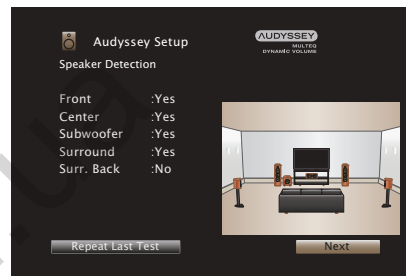 Audyssey Setup
AUDYSSEY
MULTEQ
DYNAMIC VOLUME
Speaker Detection
Front :Yes
Center :Yes
Subwoofer :Yes
Surround :Yes
Surr. Back :No
Repeat Last Test
Next